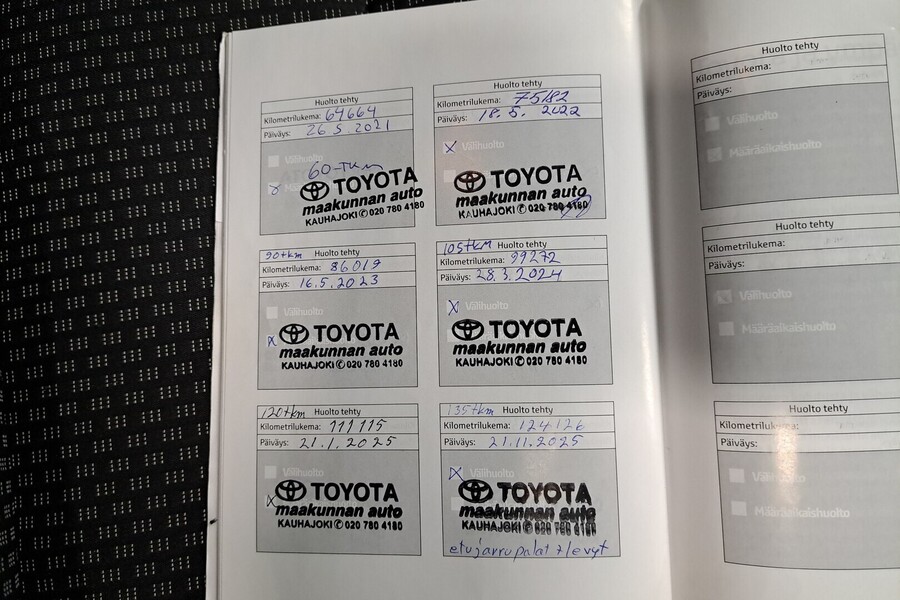 Huolto tehty
Kilometrilukema: 64664
Päiväys: 26.5 2021
Välihuolto
60-TKm
TOYOTA
maakunnan auto
KAUHAJOKI ✆ 020 780 4180
Huolto tehty
Kilometrilukema: 75182
Päiväys: 18.5. 2022
x Välihuolto
TOYOTA
maakunnan auto
KAUHAJOKI ✆ 020 780 4180
90tkm Huolto tehty
Kilometrilukema: 86019
Päiväys: 16.5.2023
Välihuolto
x TOYOTA
maakunnan auto
KAUHAJOKI ✆ 020 780 4180
105tKM Huolto tehty
Kilometrilukema: 99272
Päiväys: 28.3.2024
x Välihuolto
TOYOTA
maakunnan auto
KAUHAJOKI ✆ 020 780 4180
120tkm Huolto tehty
Kilometrilukema: 111115
Päiväys: 21.1.2025
Välihuolto
x TOYOTA
maakunnan auto
KAUHAJOKI ✆ 020 780 4180
135tkm Huolto tehty
Kilometrilukema: 124126
Päiväys: 21.11.2025
x Välihuolto
TOYOTA
maakunnan auto
KAUHAJOKI ✆ 020 780 4180
etujarrupalat + levyt
Huolto tehty
Kilometrilukema:
Päiväys:
Välihuolto
Määräaikaishuolto
Huolto tehty
Kilometrilukema:
Päiväys:
Välihuolto
Määräaikaishuolto
Huolto tehty
Kilometrilukema:
Päiväys:
Välihuolto
Määräaikaishuolto